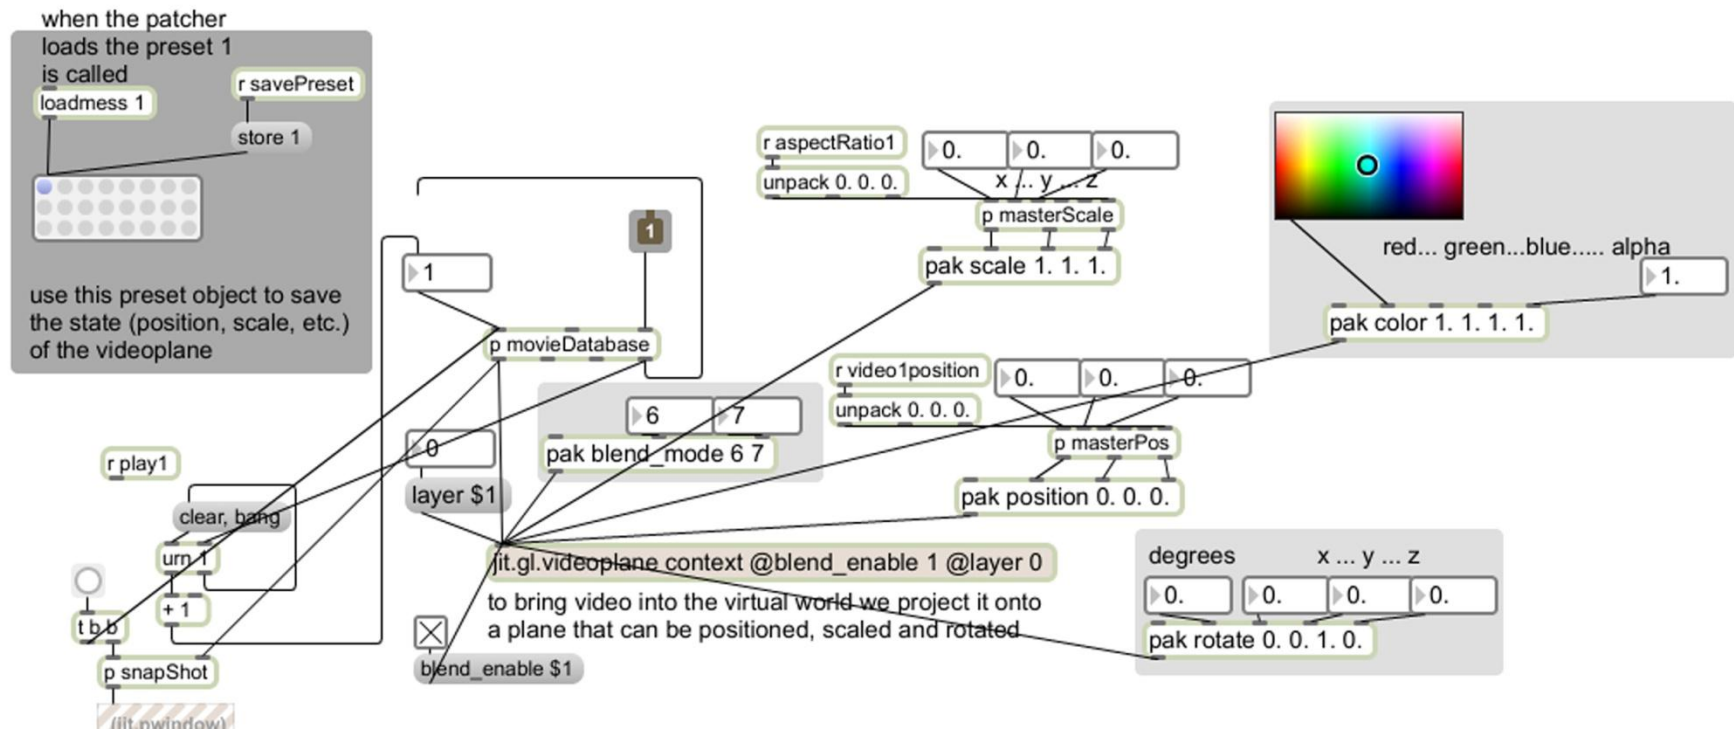 when the patcher
loads the preset 1
is called
loadmess 1
r savePreset
store 1
use this preset object to save
the state (position, scale, etc.)
of the videoplane
1
1
p movieDatabase
r aspectRatio1
unpack 0. 0. 0.
0. 0. 0.
x ... y ... z
p masterScale
pak scale 1. 1. 1.
red... green...blue..... alpha
1.
pak color 1. 1. 1. 1.
r video1position
unpack 0. 0. 0.
0. 0. 0.
p masterPos
pak position 0. 0. 0.
6 7
pak blend_mode 6 7
0
layer $1
r play1
clear, bang
urn 1
+ 1
t b b
p snapShot
(jit.pwindow)
jit.gl.videoplane context @blend_enable 1 @layer 0
to bring video into the virtual world we project it onto
a plane that can be positioned, scaled and rotated
blend_enable $1
degrees x ... y ... z
0. 0. 0. 0.
pak rotate 0. 0. 1. 0.